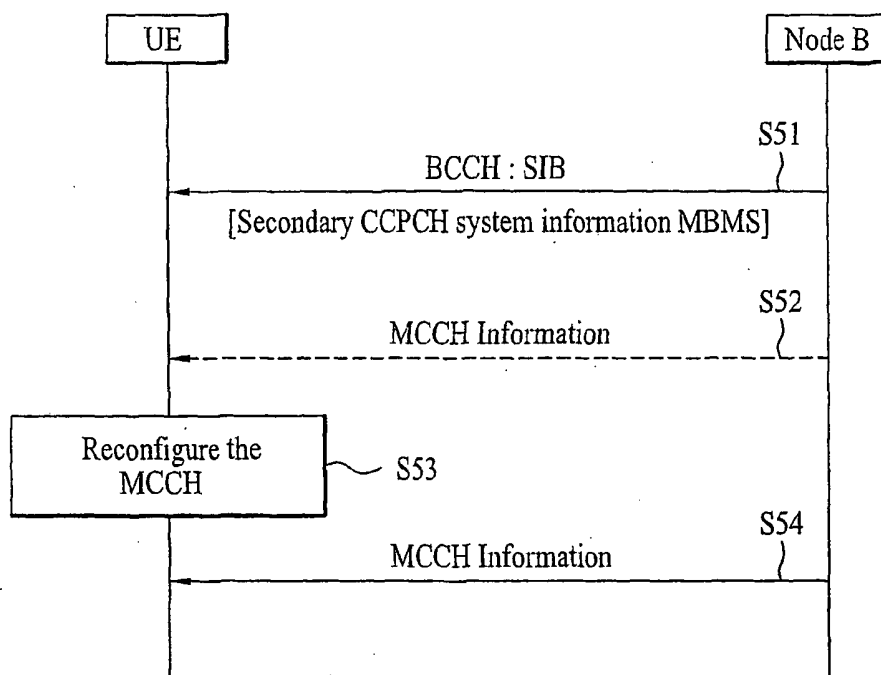 UE
Node B
S51
BCCH : SIB
[Secondary CCPCH system information MBMS]
S52
MCCH Information
Reconfigure the
MCCH
S53
S54
MCCH Information